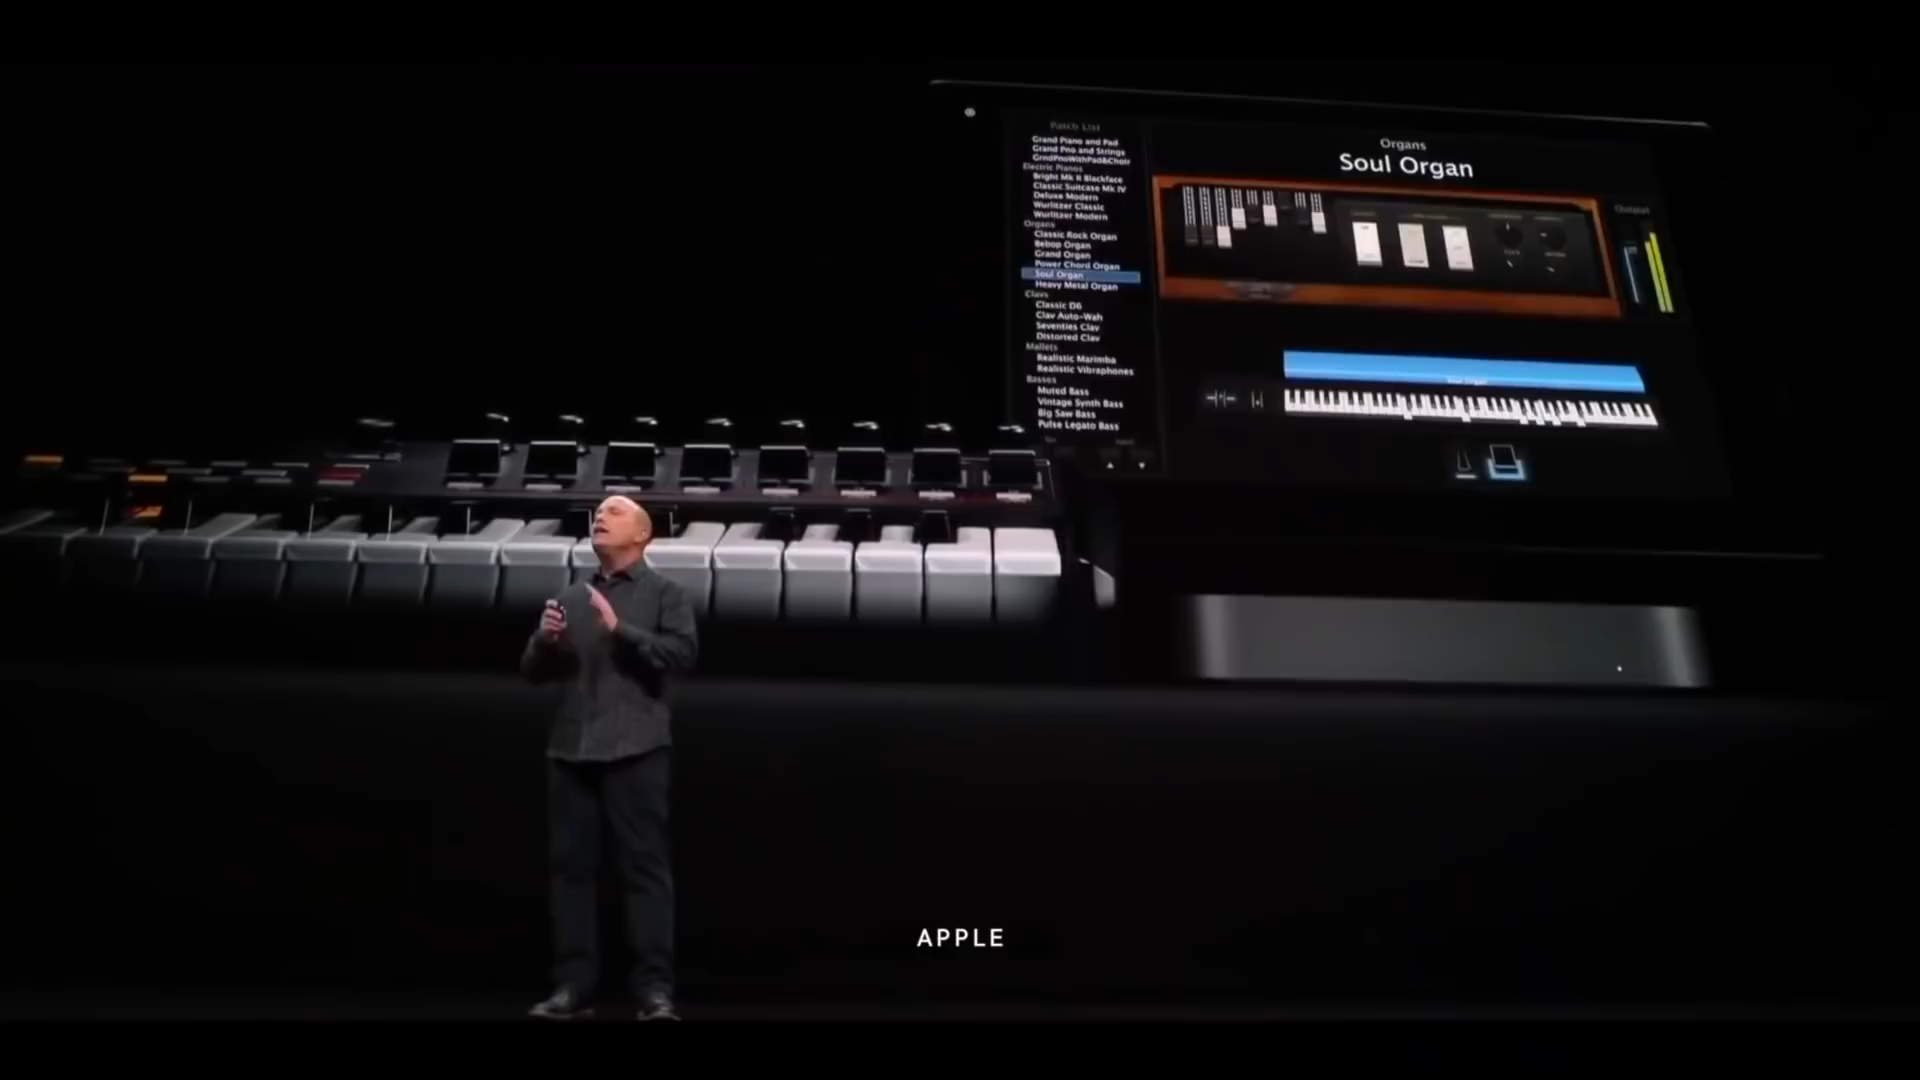 Patch List
Grand Piano and Pad
Grand Pno and Strings
GrndPnoWithPad&Choir
Electric Pianos
Bright Mk II Blackface
Classic Suitcase Mk IV
Deluxe Modern
Wurlitzer Classic
Wurlitzer Modern
Organs
Classic Rock Organ
Bebop Organ
Grand Organ
Power Chord Organ
Soul Organ
Heavy Metal Organ
Clavs
Classic D6
Clav Auto-Wah
Seventies Clav
Distorted Clav
Mallets
Realistic Marimba
Realistic Vibraphones
Basses
Muted Bass
Vintage Synth Bass
Big Saw Bass
Pulse Legato Bass
Organs
Soul Organ
Output
Soul Organ
APPLE